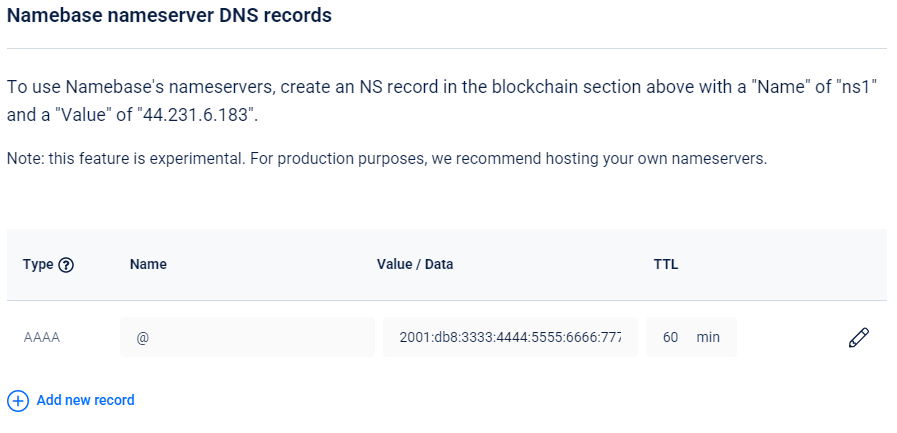 Namebase nameserver DNS records
To use Namebase's nameservers, create an NS record in the blockchain section above with a "Name" of "ns1"
and a "Value" of "44.231.6.183".
Note: this feature is experimental. For production purposes, we recommend hosting your own nameservers.
Type ? Name Value / Data TTL
AAAA @ 2001:db8:3333:4444:5555:6666:777 60 min
Add new record